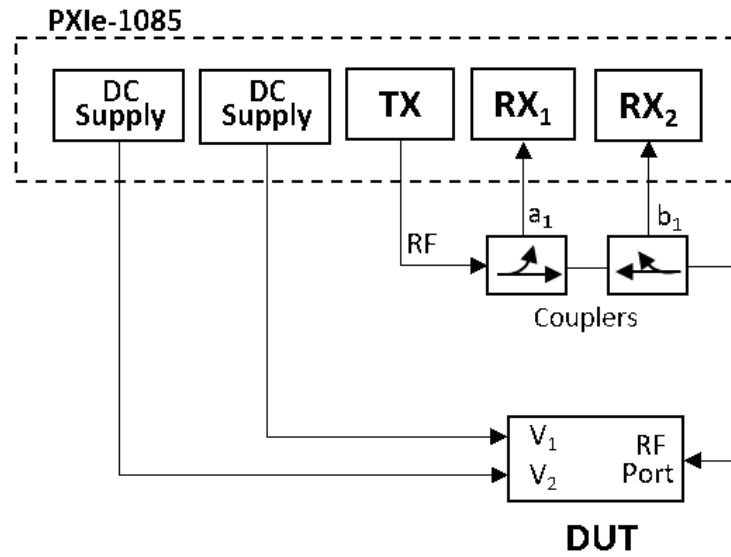 PXIe-1085
DC
Supply
DC
Supply
TX
RX₁
RX₂
a₁
b₁
RF
Couplers
V₁
V₂
RF
Port
DUT